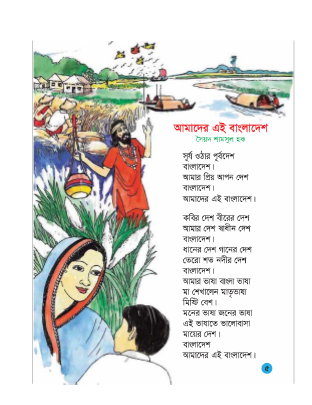 আমাদের এই বাংলাদেশ
সৈয়দ শামসুল হক
সূর্য ওঠার পূর্বদেশ
বাংলাদেশ।
আমার প্রিয় আপন দেশ
বাংলাদেশ।
আমাদের এই বাংলাদেশ।
কবির দেশ বীরের দেশ
আমার দেশ স্বাধীন দেশ
বাংলাদেশ।
ধানের দেশ গানের দেশ
তেরো শত নদীর দেশ
বাংলাদেশ।
আমার ভাষা বাংলা ভাষা
মা শেখালেন মাতৃভাষা
মিষ্টি বেশ।
মনের ভাষা জনের ভাষা
এই ভাষাতে ভালোবাসা
মায়ের দেশ।
বাংলাদেশ
আমাদের এই বাংলাদেশ।
৫